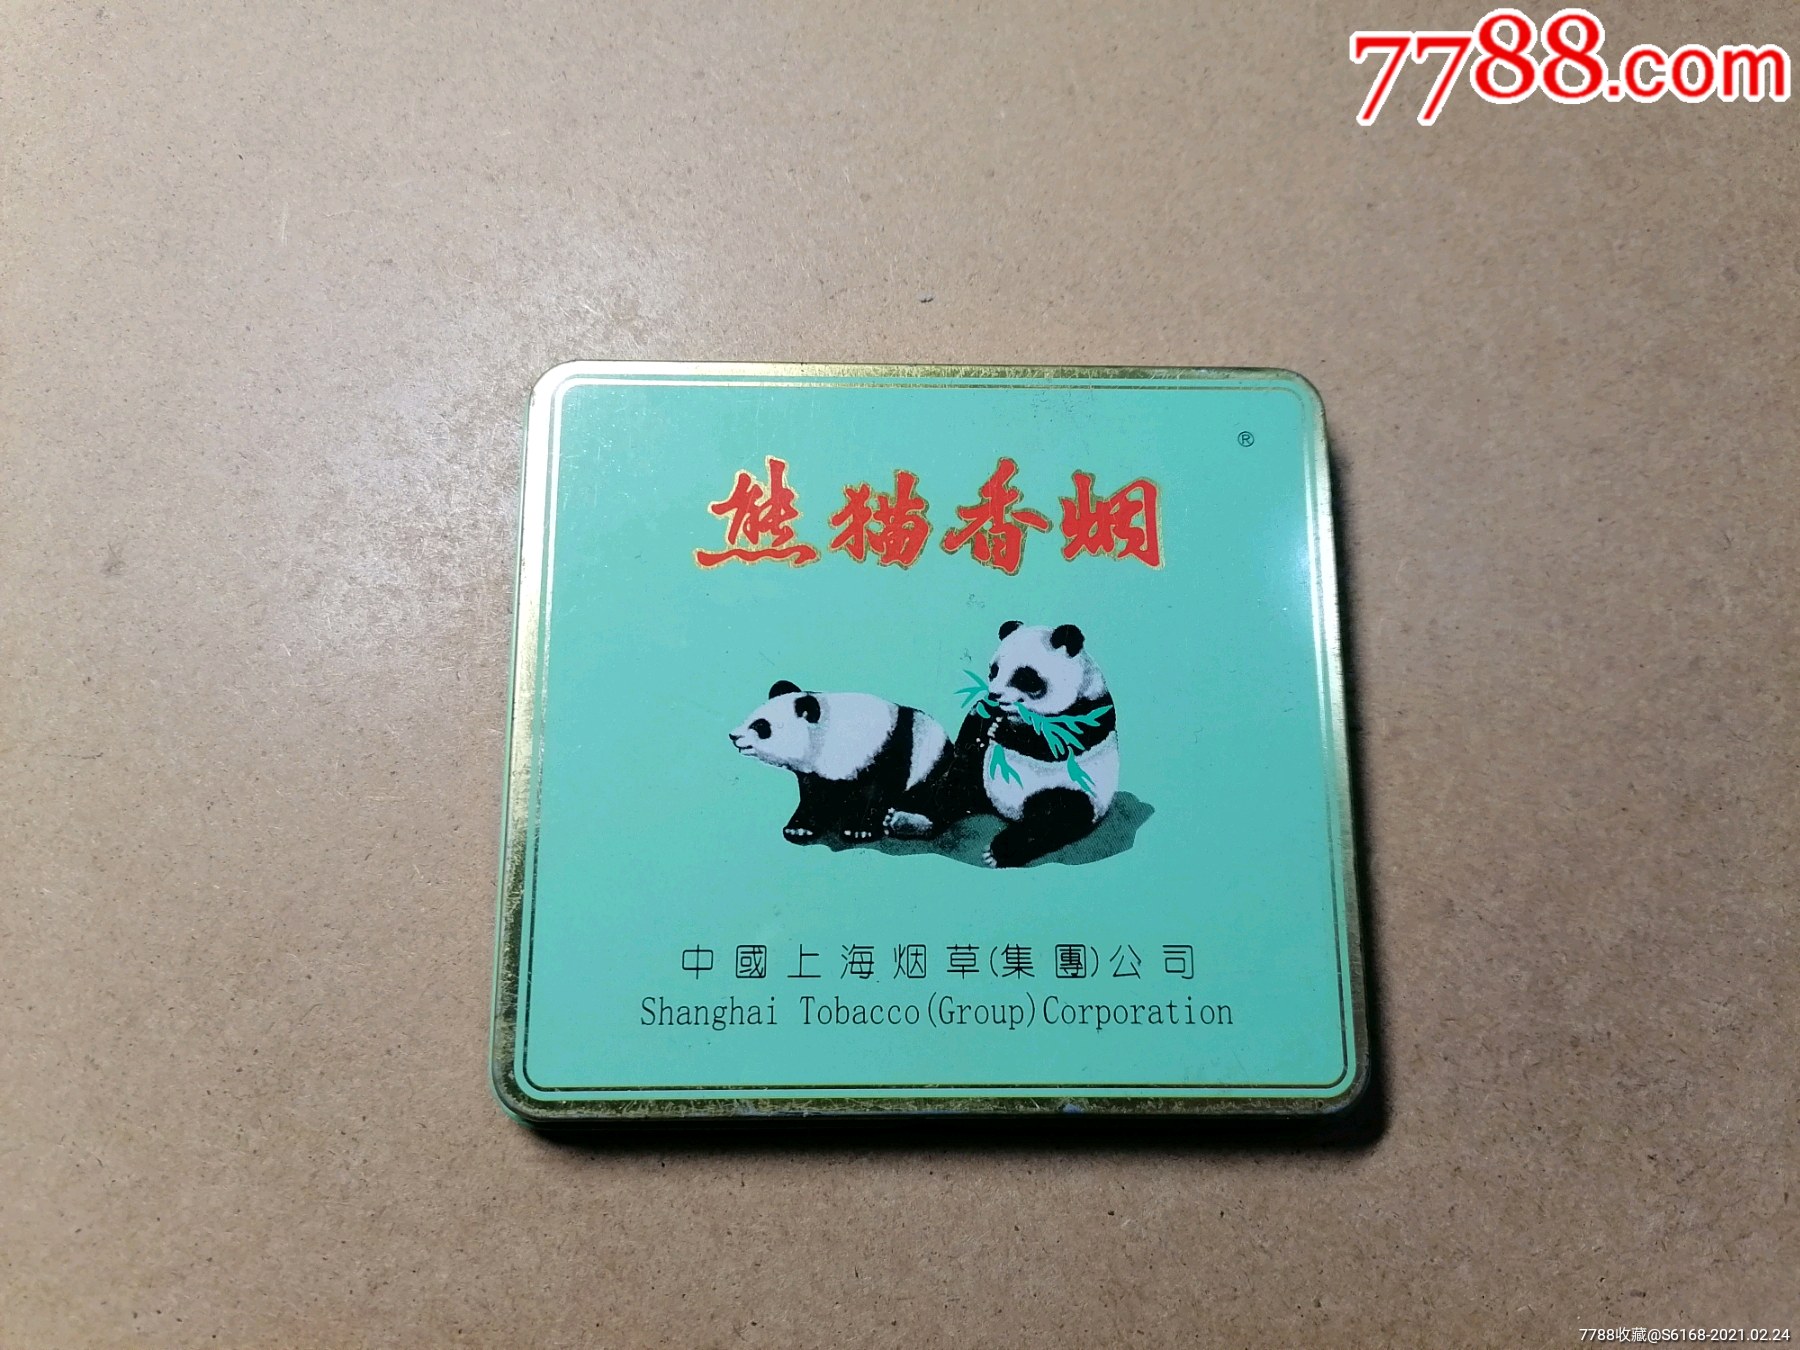 7788.com
®
熊猫香烟
中國上海烟草(集團)公司
Shanghai Tobacco(Group)Corporation
7788收藏@S6168-2021.02.24